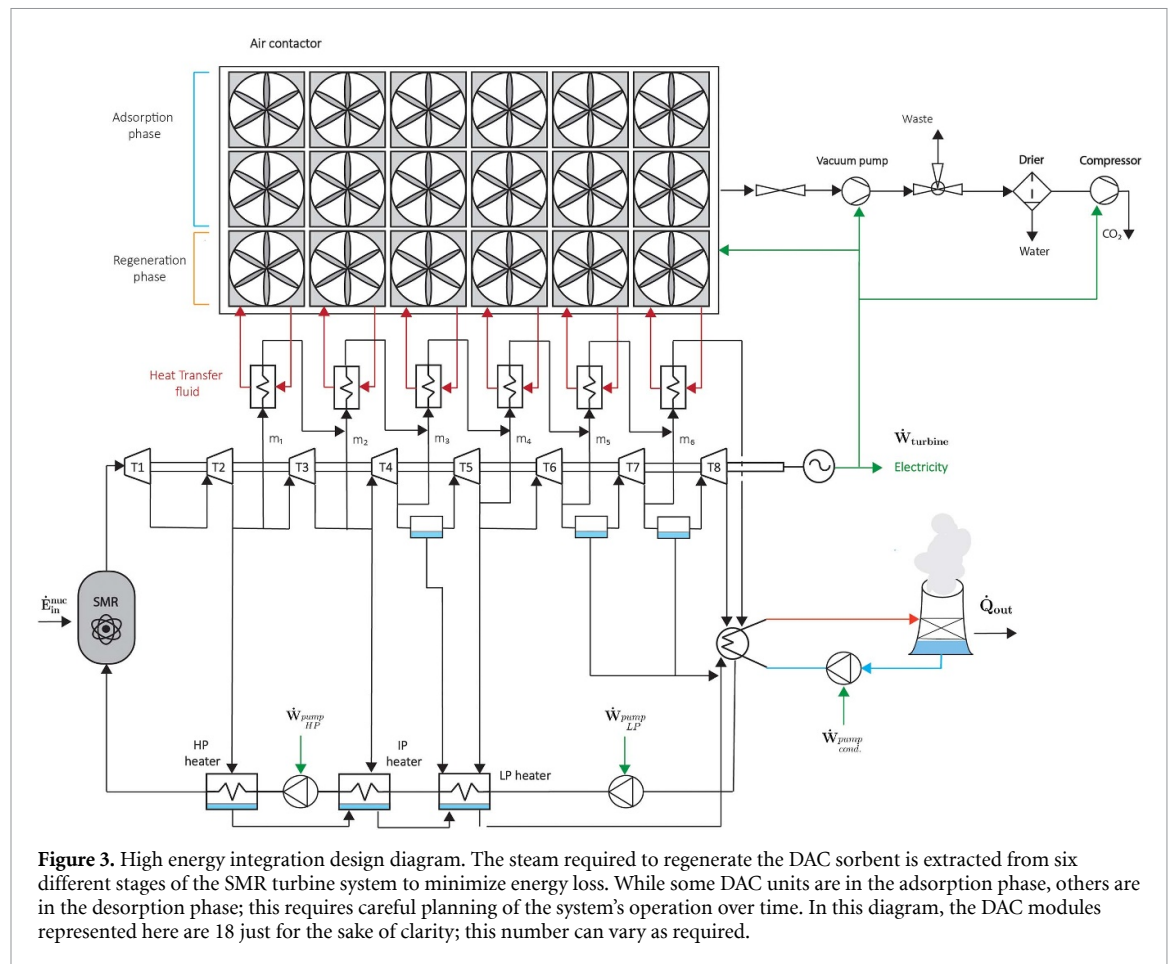 Air contactor
Adsorption
phase
Regeneration
phase
Waste
Vacuum pump
Drier
Compressor
Water
CO₂
Heat Transfer
fluid
m₁
m₂
m₃
m₄
m₅
m₆
T1
T2
T3
T4
T5
T6
T7
T8
Ẇturbine
Electricity
Ėⁿᵘᶜin
SMR
Q̇out
Ẇpump
cond.
ẆpumpHP
ẆpumpLP
HP
heater
IP
heater
LP heater
Figure 3. High energy integration design diagram. The steam required to regenerate the DAC sorbent is extracted from six
different stages of the SMR turbine system to minimize energy loss. While some DAC units are in the adsorption phase, others are
in the desorption phase; this requires careful planning of the system's operation over time. In this diagram, the DAC modules
represented here are 18 just for the sake of clarity; this number can vary as required.